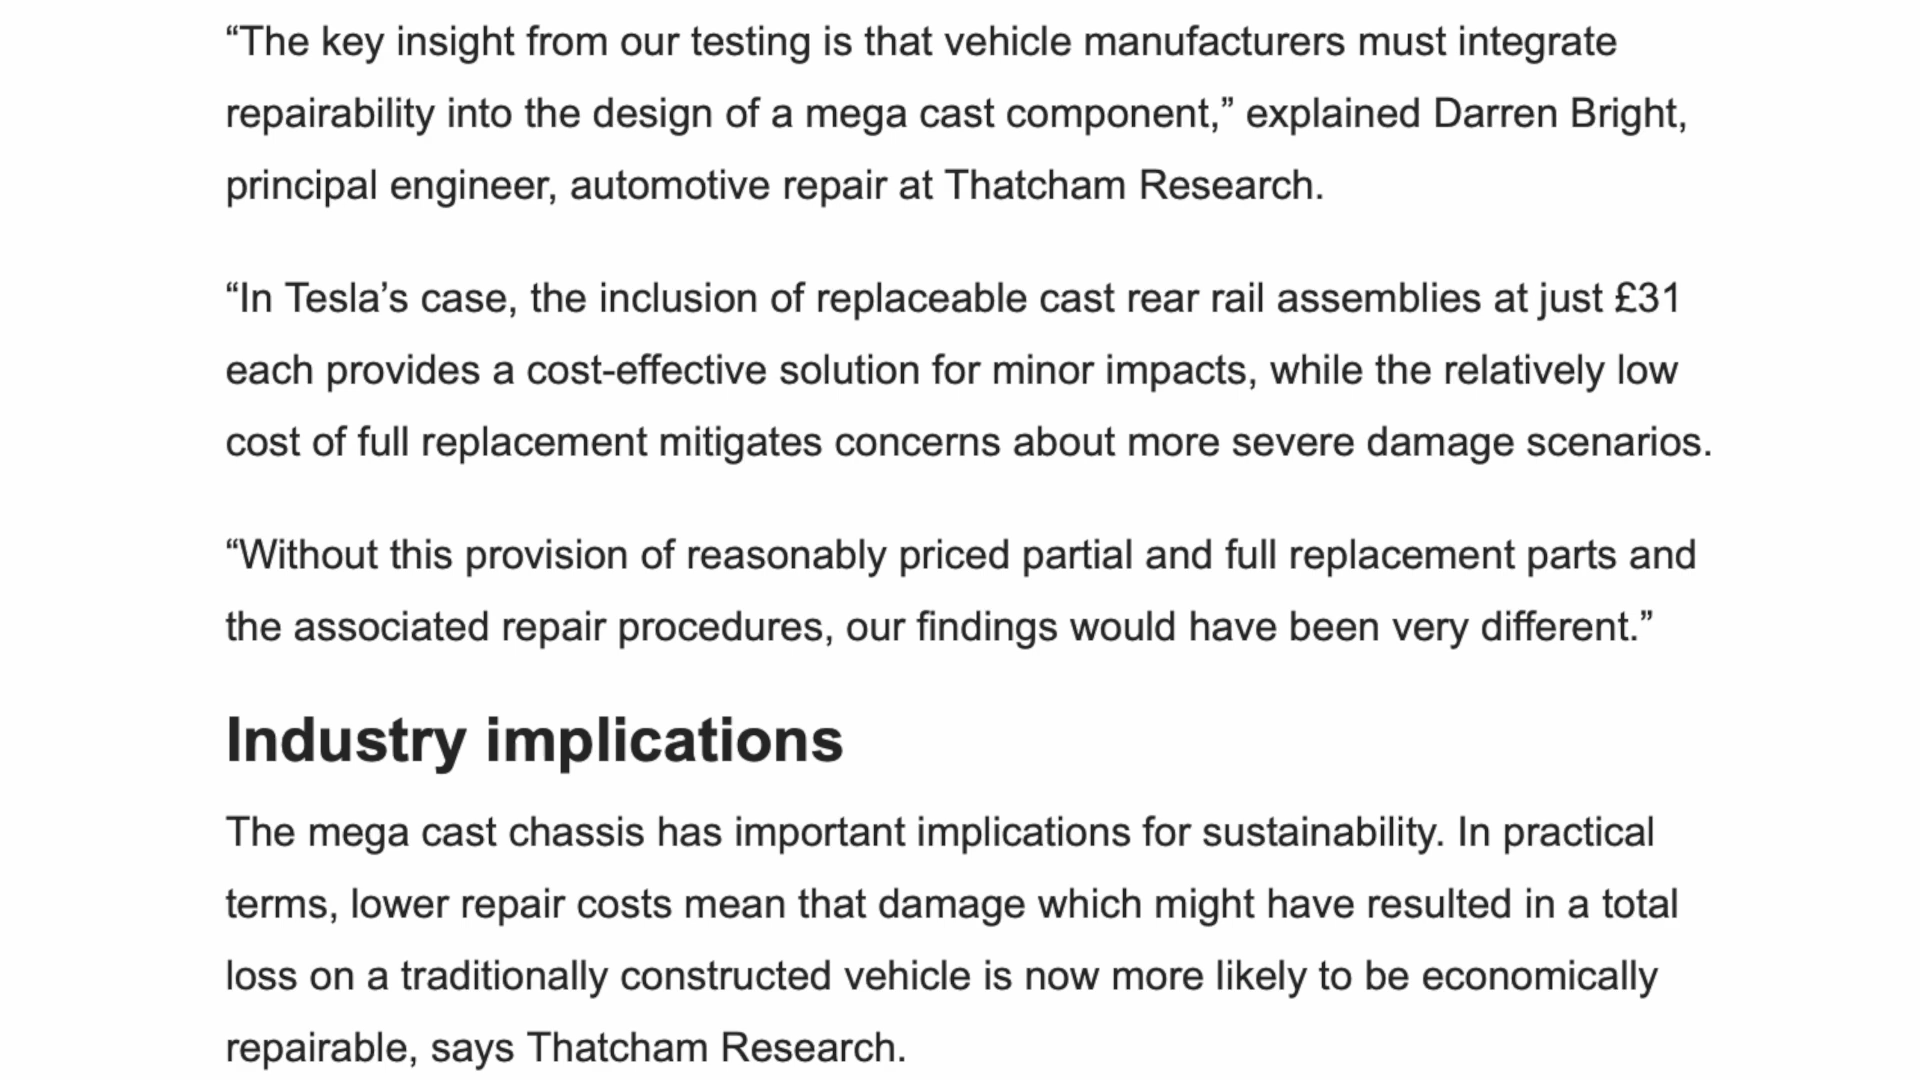 “The key insight from our testing is that vehicle manufacturers must integrate
repairability into the design of a mega cast component,” explained Darren Bright,
principal engineer, automotive repair at Thatcham Research.
“In Tesla’s case, the inclusion of replaceable cast rear rail assemblies at just £31
each provides a cost-effective solution for minor impacts, while the relatively low
cost of full replacement mitigates concerns about more severe damage scenarios.
“Without this provision of reasonably priced partial and full replacement parts and
the associated repair procedures, our findings would have been very different.”
Industry implications
The mega cast chassis has important implications for sustainability. In practical
terms, lower repair costs mean that damage which might have resulted in a total
loss on a traditionally constructed vehicle is now more likely to be economically
repairable, says Thatcham Research.